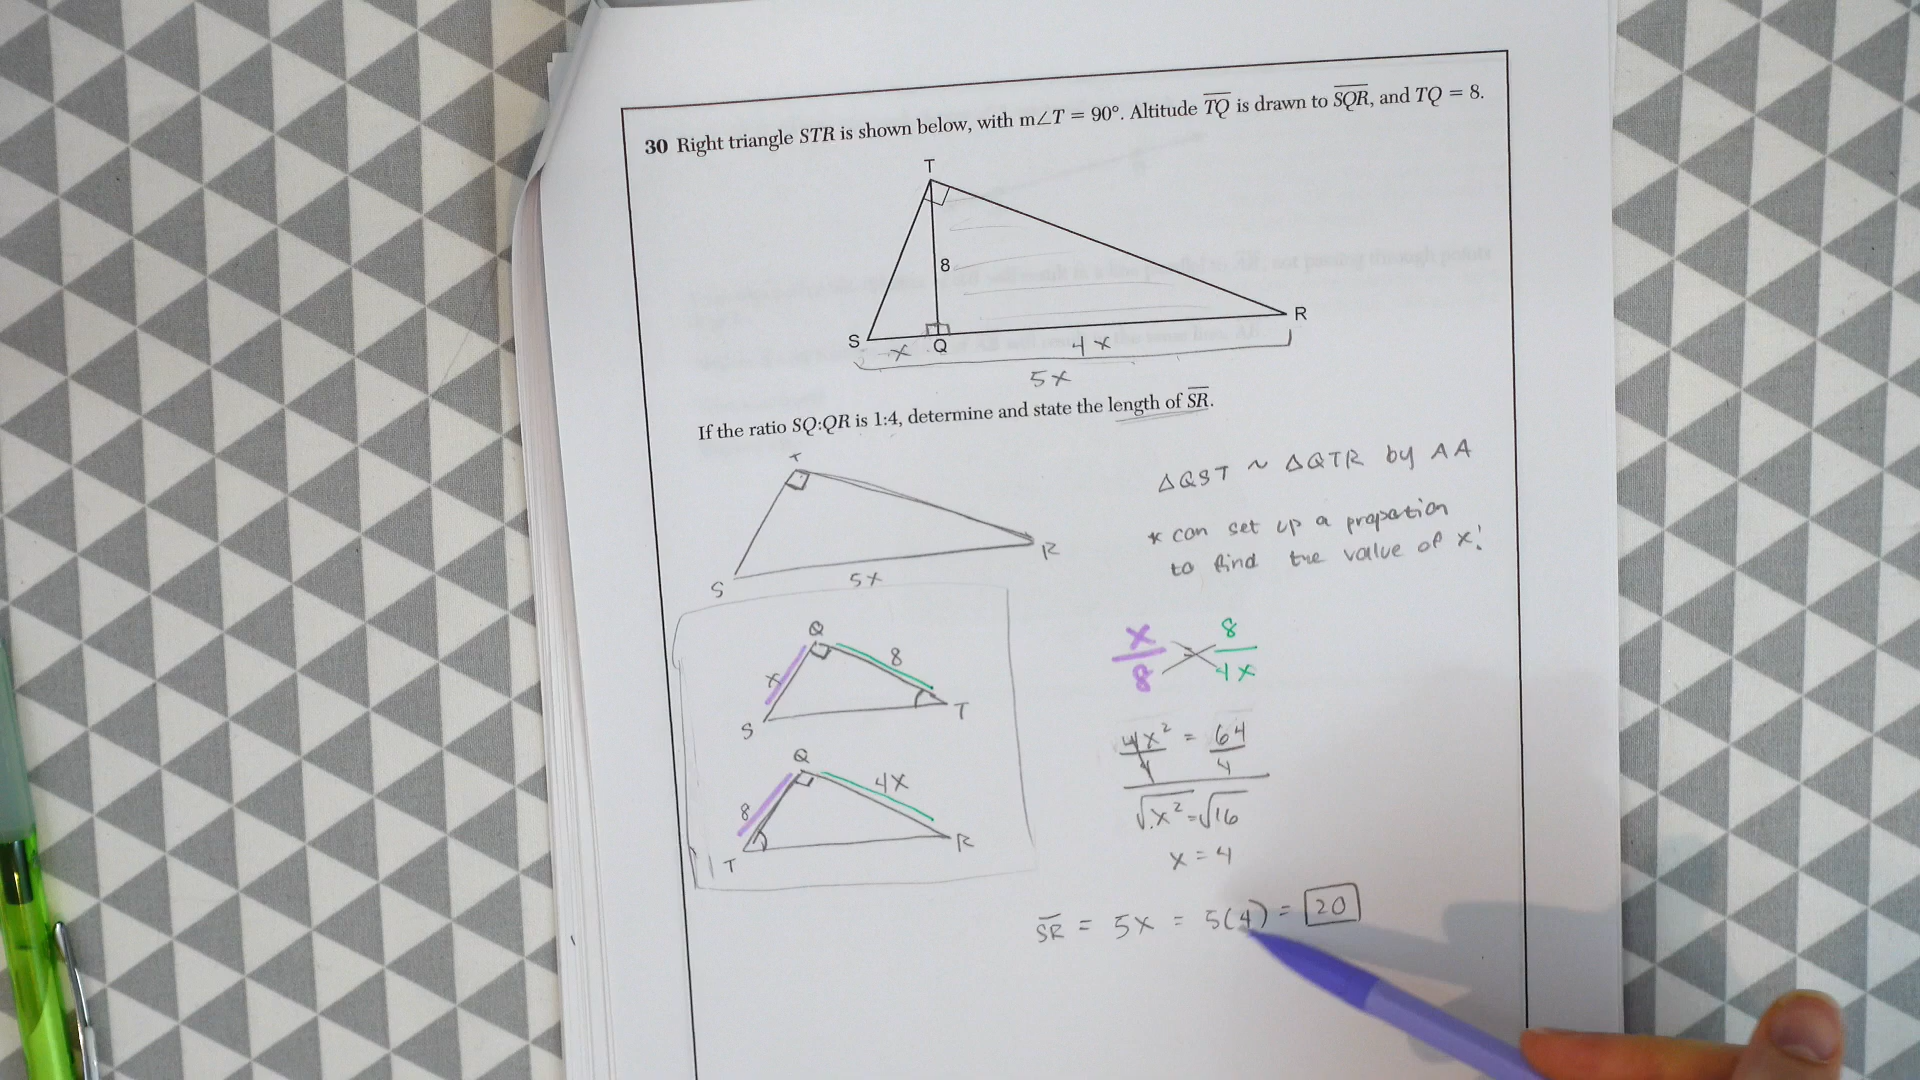 30 Right triangle STR is shown below, with m∠T = 90°. Altitude TQ is drawn to SQR, and TQ = 8.
T
8
S
Q
R
x
4x
5x
If the ratio SQ:QR is 1:4, determine and state the length of SR.
T
S
R
5x
△QST ~ △QTR by AA
* can set up a proportion
to find the value of x!
Q
8
x
S
T
Q
4x
8
T
R
x/8 = 8/4x
4x²/4 = 64/4
√x² = √16
x = 4
SR = 5x = 5(4) = 20